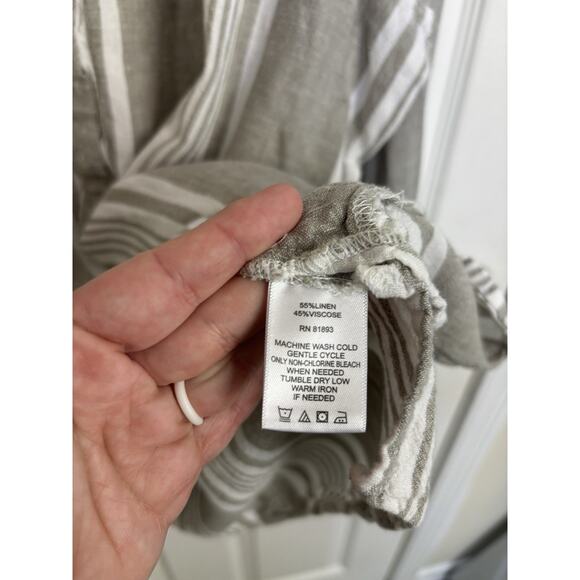 55%LINEN
45%VISCOSE
RN 81893
MACHINE WASH COLD
GENTLE CYCLE
ONLY NON-CHLORINE BLEACH
WHEN NEEDED
TUMBLE DRY LOW
WARM IRON
IF NEEDED